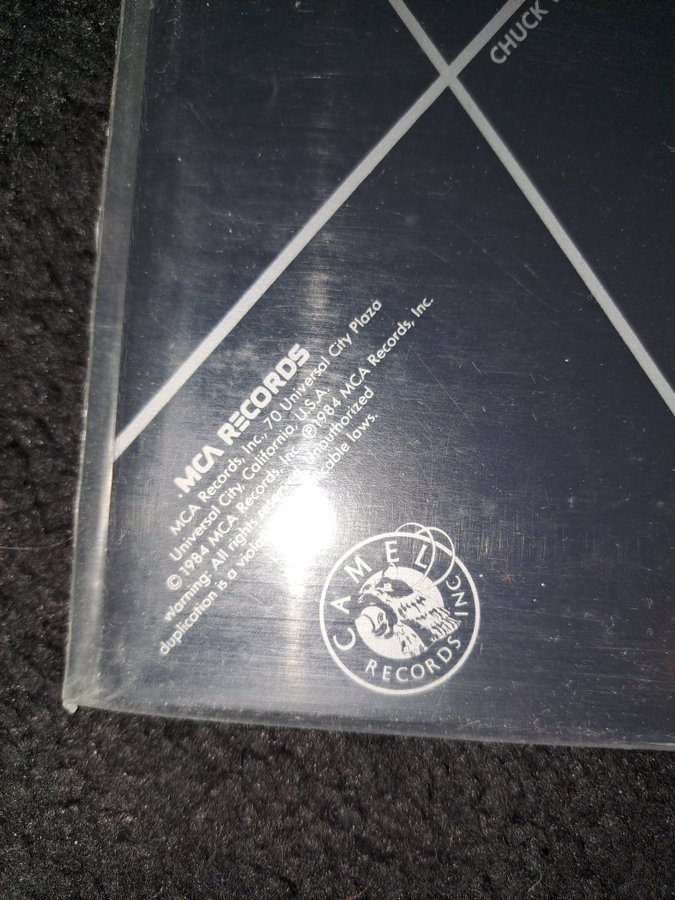 CHUCK
MCA RECORDS
MCA Records, Inc., 70 Universal City Plaza
Universal City, California, U.S.A.
©1984 MCA Records, Inc. ℗1984 MCA Records, Inc.
Warning: All rights Unauthorized
duplication is a laws.
CAMEL
RECORDS INC